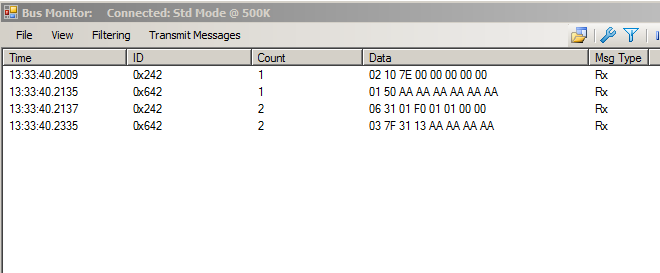 Bus Monitor: Connected: Std Mode @ 500K
File View Filtering Transmit Messages
Time ID Count Data Msg Type
13:33:40.2009 0x242 1 02 10 7E 00 00 00 00 00 Rx
13:33:40.2135 0x642 1 01 50 AA AA AA AA AA AA Rx
13:33:40.2137 0x242 2 06 31 01 F0 01 01 00 00 Rx
13:33:40.2335 0x642 2 03 7F 31 13 AA AA AA AA Rx